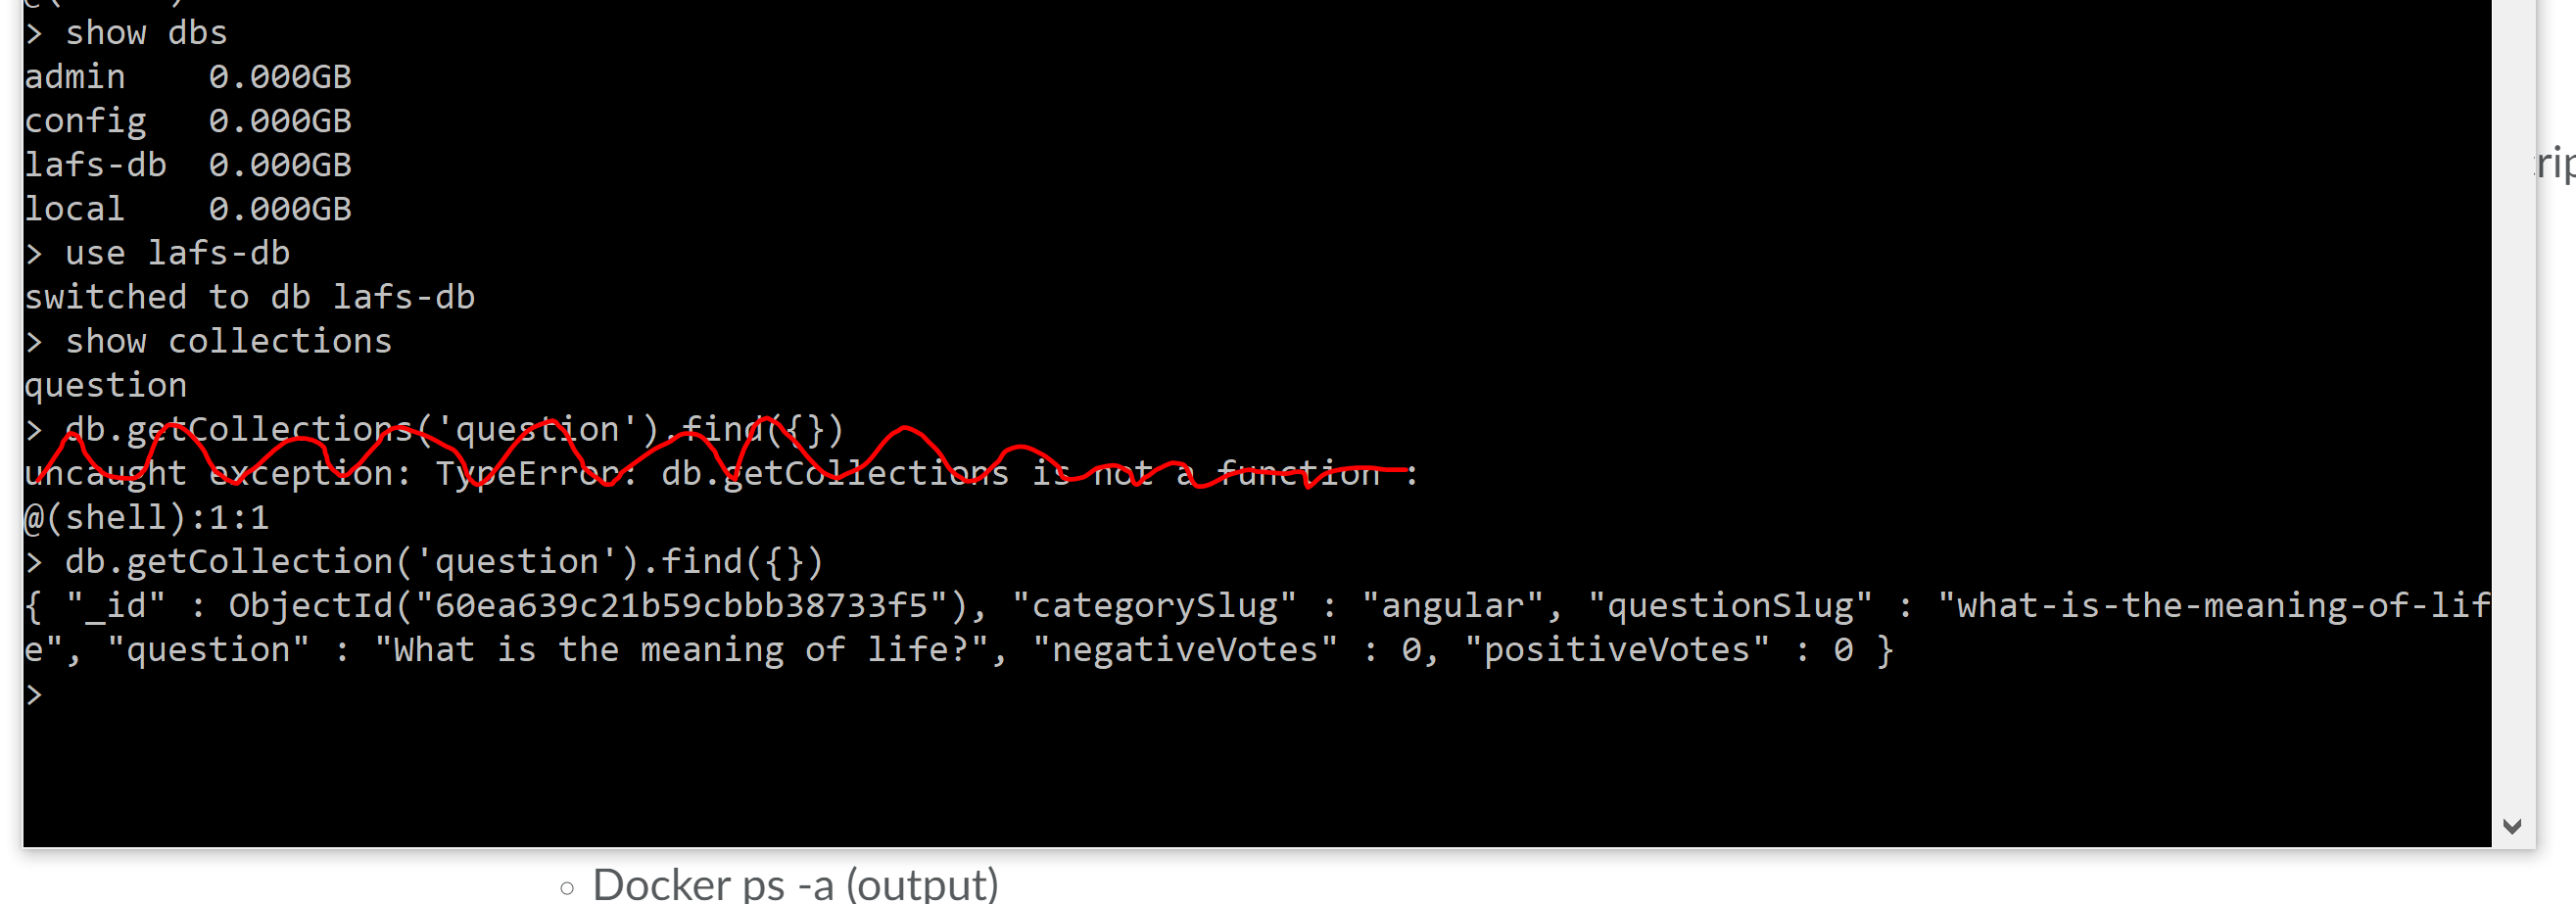 > show dbs
admin    0.000GB
config   0.000GB
lafs-db  0.000GB
local    0.000GB
> use lafs-db
switched to db lafs-db
> show collections
question
> db.getCollections('question').find({})
uncaught exception: TypeError: db.getCollections is not a function :
@(shell):1:1
> db.getCollection('question').find({})
{ "_id" : ObjectId("60ea639c21b59cbbb38733f5"), "categorySlug" : "angular", "questionSlug" : "what-is-the-meaning-of-lif
e", "question" : "What is the meaning of life?", "negativeVotes" : 0, "positiveVotes" : 0 }
>
Docker ps -a (output)